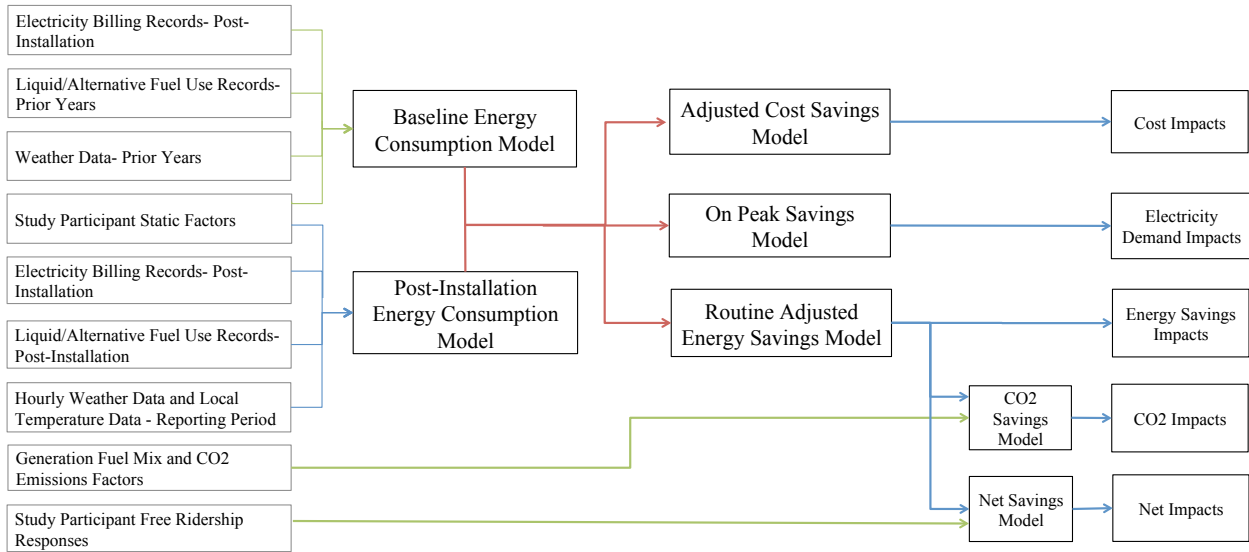 Electricity Billing Records- Post-
Installation
Liquid/Alternative Fuel Use Records-
Prior Years
Weather Data- Prior Years
Study Participant Static Factors
Electricity Billing Records- Post-
Installation
Liquid/Alternative Fuel Use Records-
Post-Installation
Hourly Weather Data and Local
Temperature Data - Reporting Period
Generation Fuel Mix and CO2
Emissions Factors
Study Participant Free Ridership
Responses
Baseline Energy
Consumption Model
Post-Installation
Energy Consumption
Model
Adjusted Cost Savings
Model
On Peak Savings
Model
Routine Adjusted
Energy Savings Model
CO2
Savings
Model
Net Savings
Model
Cost Impacts
Electricity
Demand Impacts
Energy Savings
Impacts
CO2 Impacts
Net Impacts